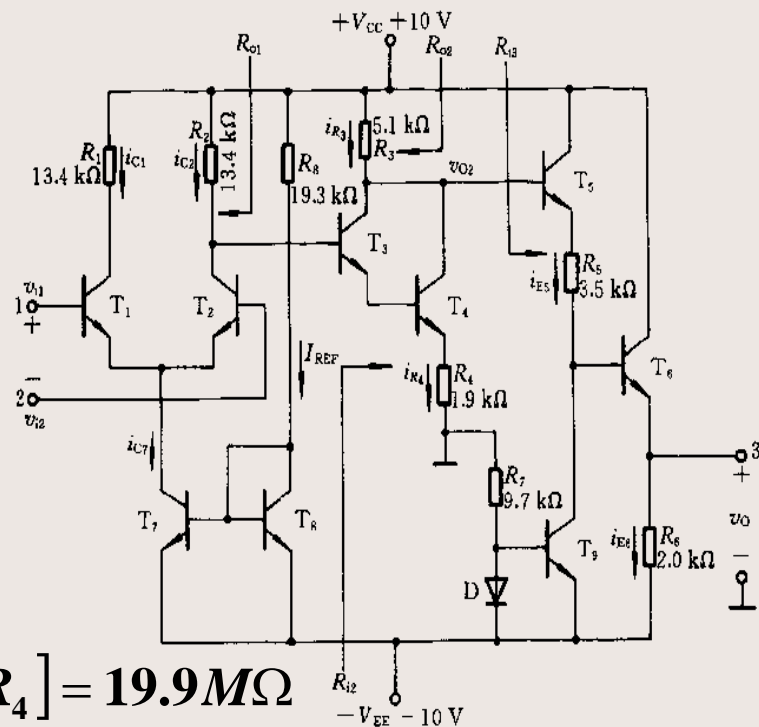 +V_CC +10 V
R_o1
R_o2
R_i3
i_R3
5.1 kΩ
R_3
R_1
13.4 kΩ
i_C1
i_C2
R_2
13.4 kΩ
R_8
19.3 kΩ
v_O2
T_5
T_3
v_i1
1
+
T_1
T_2
T_4
i_E5
R_5
3.5 kΩ
I_REF
T_6
2
−
v_i2
i_R4
R_4
1.9 kΩ
i_C7
3
+
R_7
9.7 kΩ
T_7
T_8
v_O
T_9
i_E6
R_6
2.0 kΩ
−
D
R_4 ] = 19.9MΩ
R_i2
−V_EE −10 V